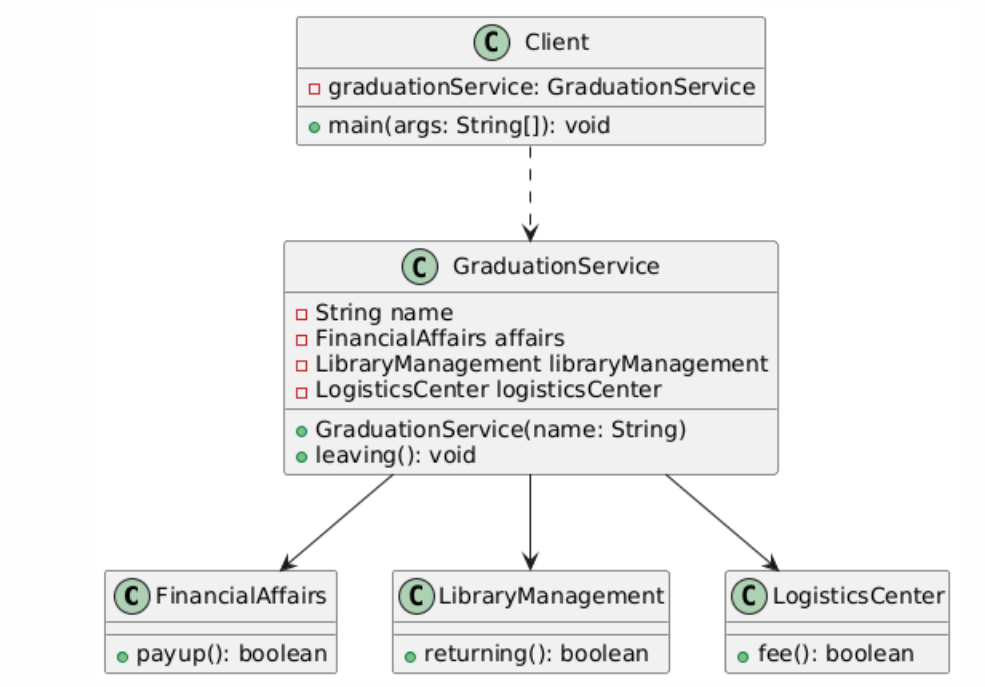 C Client
graduationService: GraduationService
main(args: String[]): void
C GraduationService
String name
FinancialAffairs affairs
LibraryManagement libraryManagement
LogisticsCenter logisticsCenter
GraduationService(name: String)
leaving(): void
C FinancialAffairs
payup(): boolean
C LibraryManagement
returning(): boolean
C LogisticsCenter
fee(): boolean